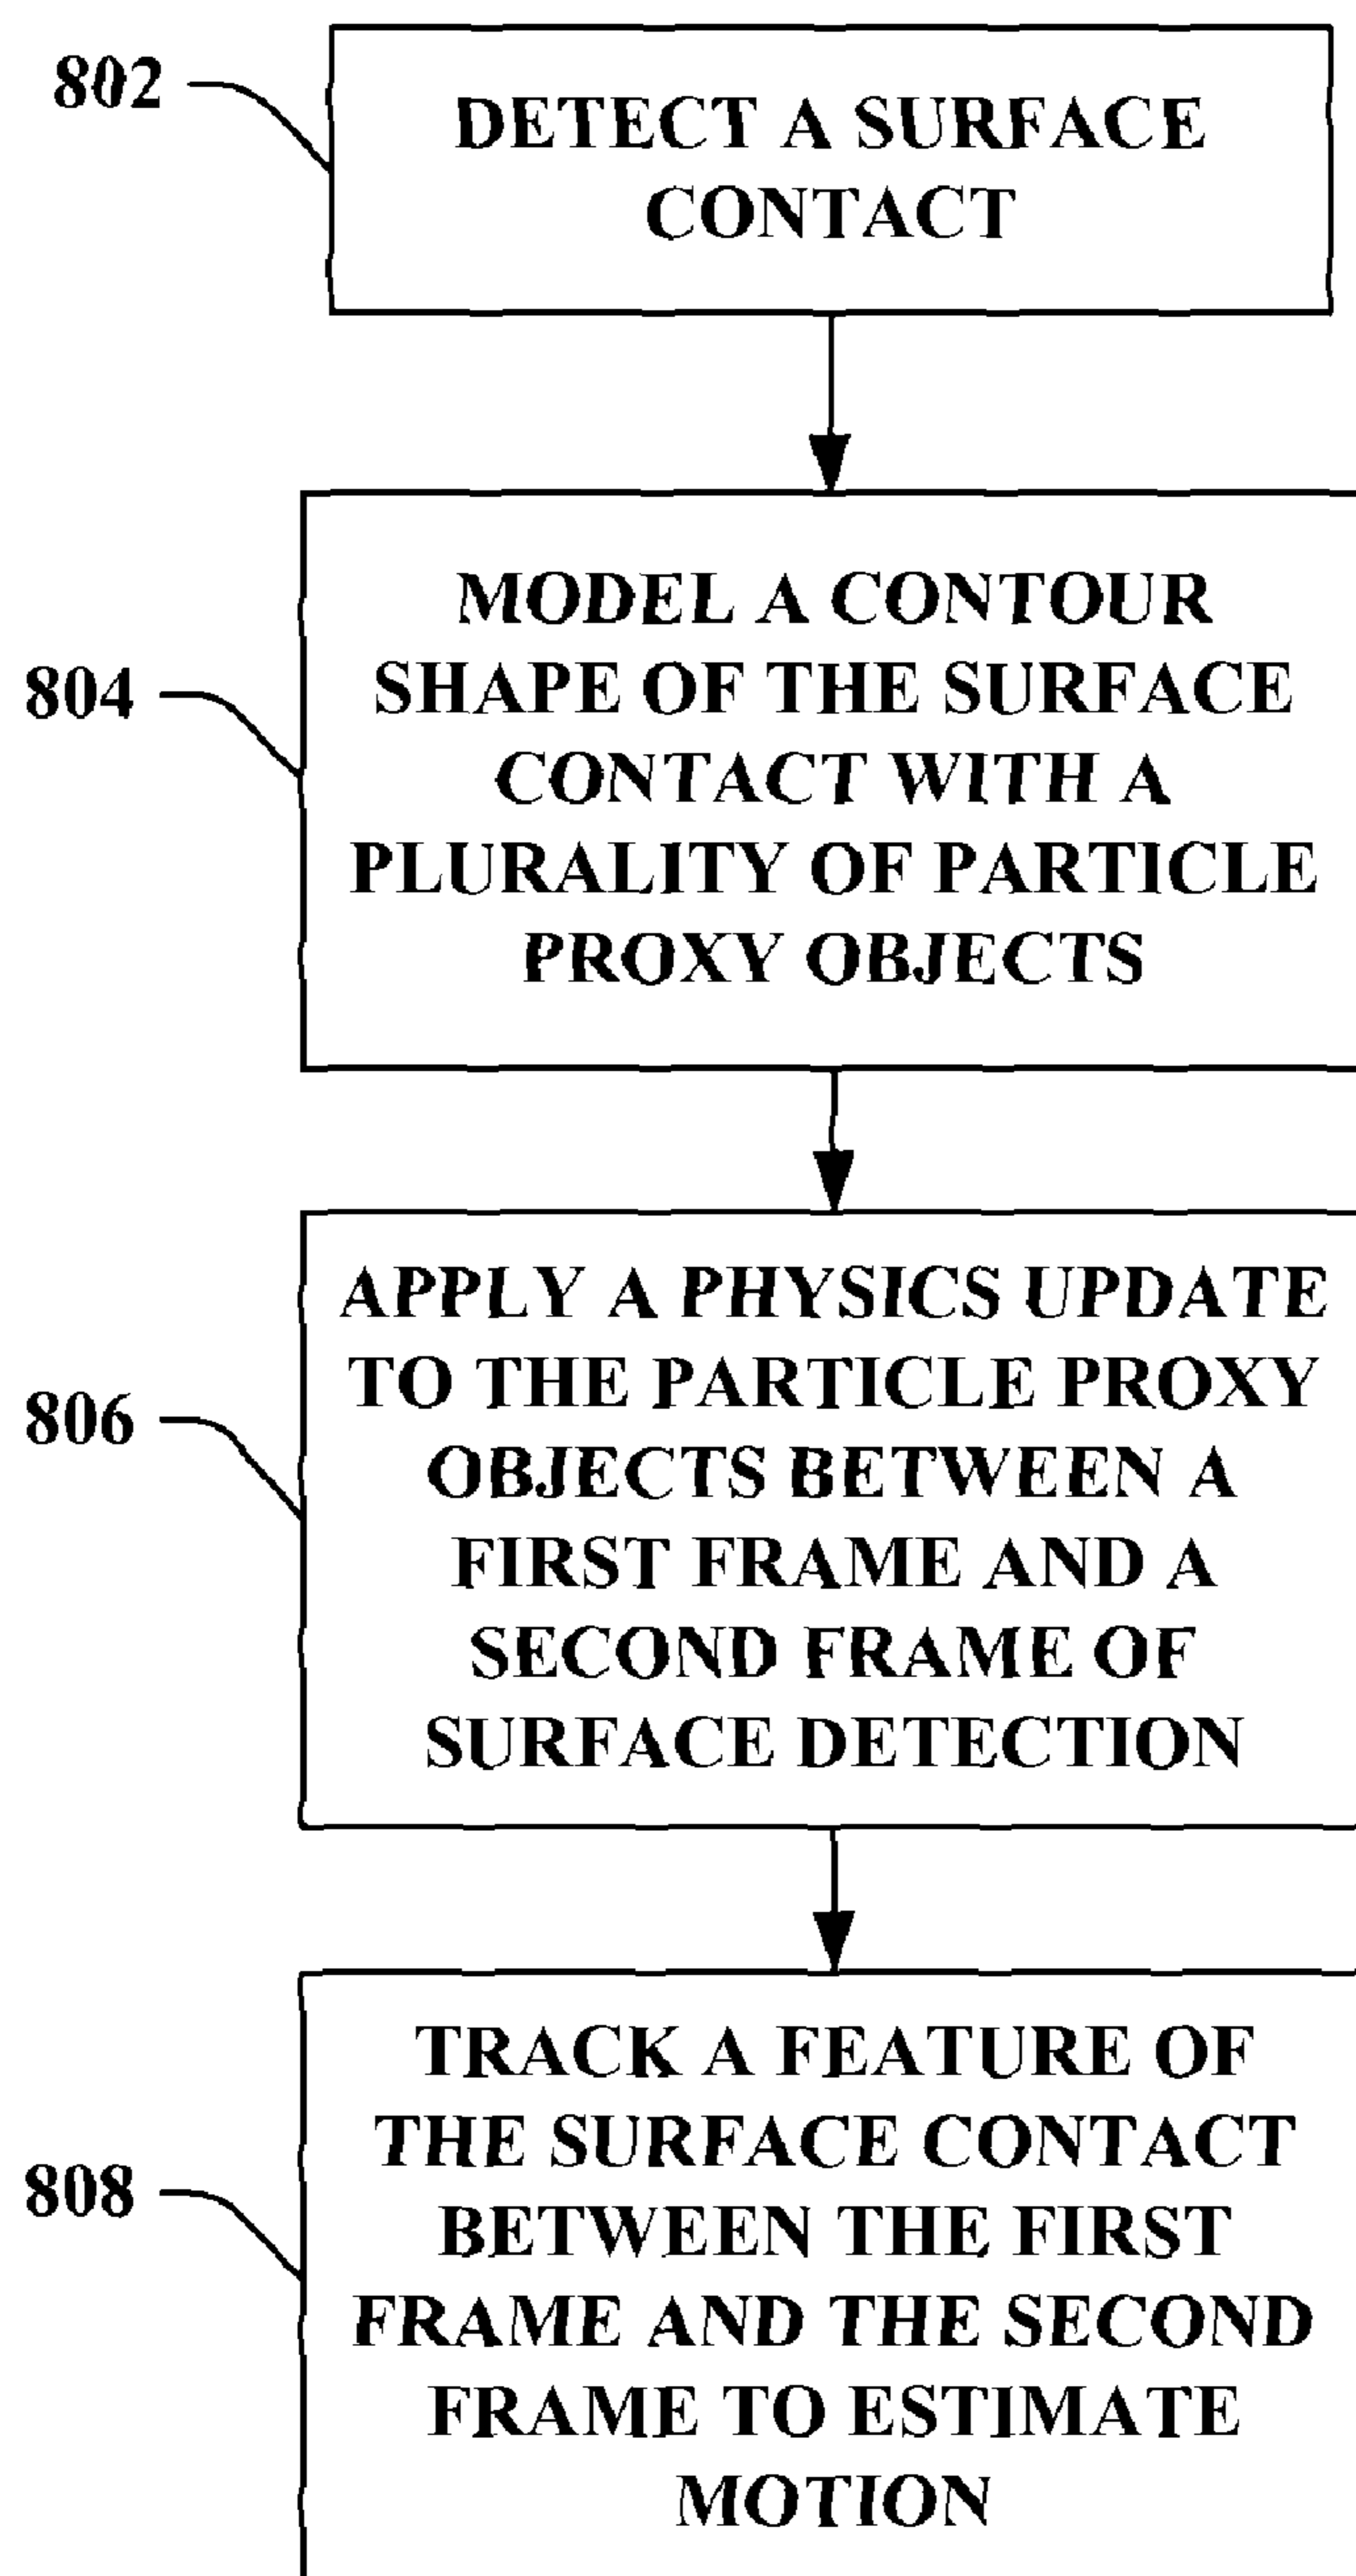 802
DETECT A SURFACE
CONTACT
804
MODEL A CONTOUR
SHAPE OF THE SURFACE
CONTACT WITH A
PLURALITY OF PARTICLE
PROXY OBJECTS
806
APPLY A PHYSICS UPDATE
TO THE PARTICLE PROXY
OBJECTS BETWEEN A
FIRST FRAME AND A
SECOND FRAME OF
SURFACE DETECTION
808
TRACK A FEATURE OF
THE SURFACE CONTACT
BETWEEN THE FIRST
FRAME AND THE SECOND
FRAME TO ESTIMATE
MOTION